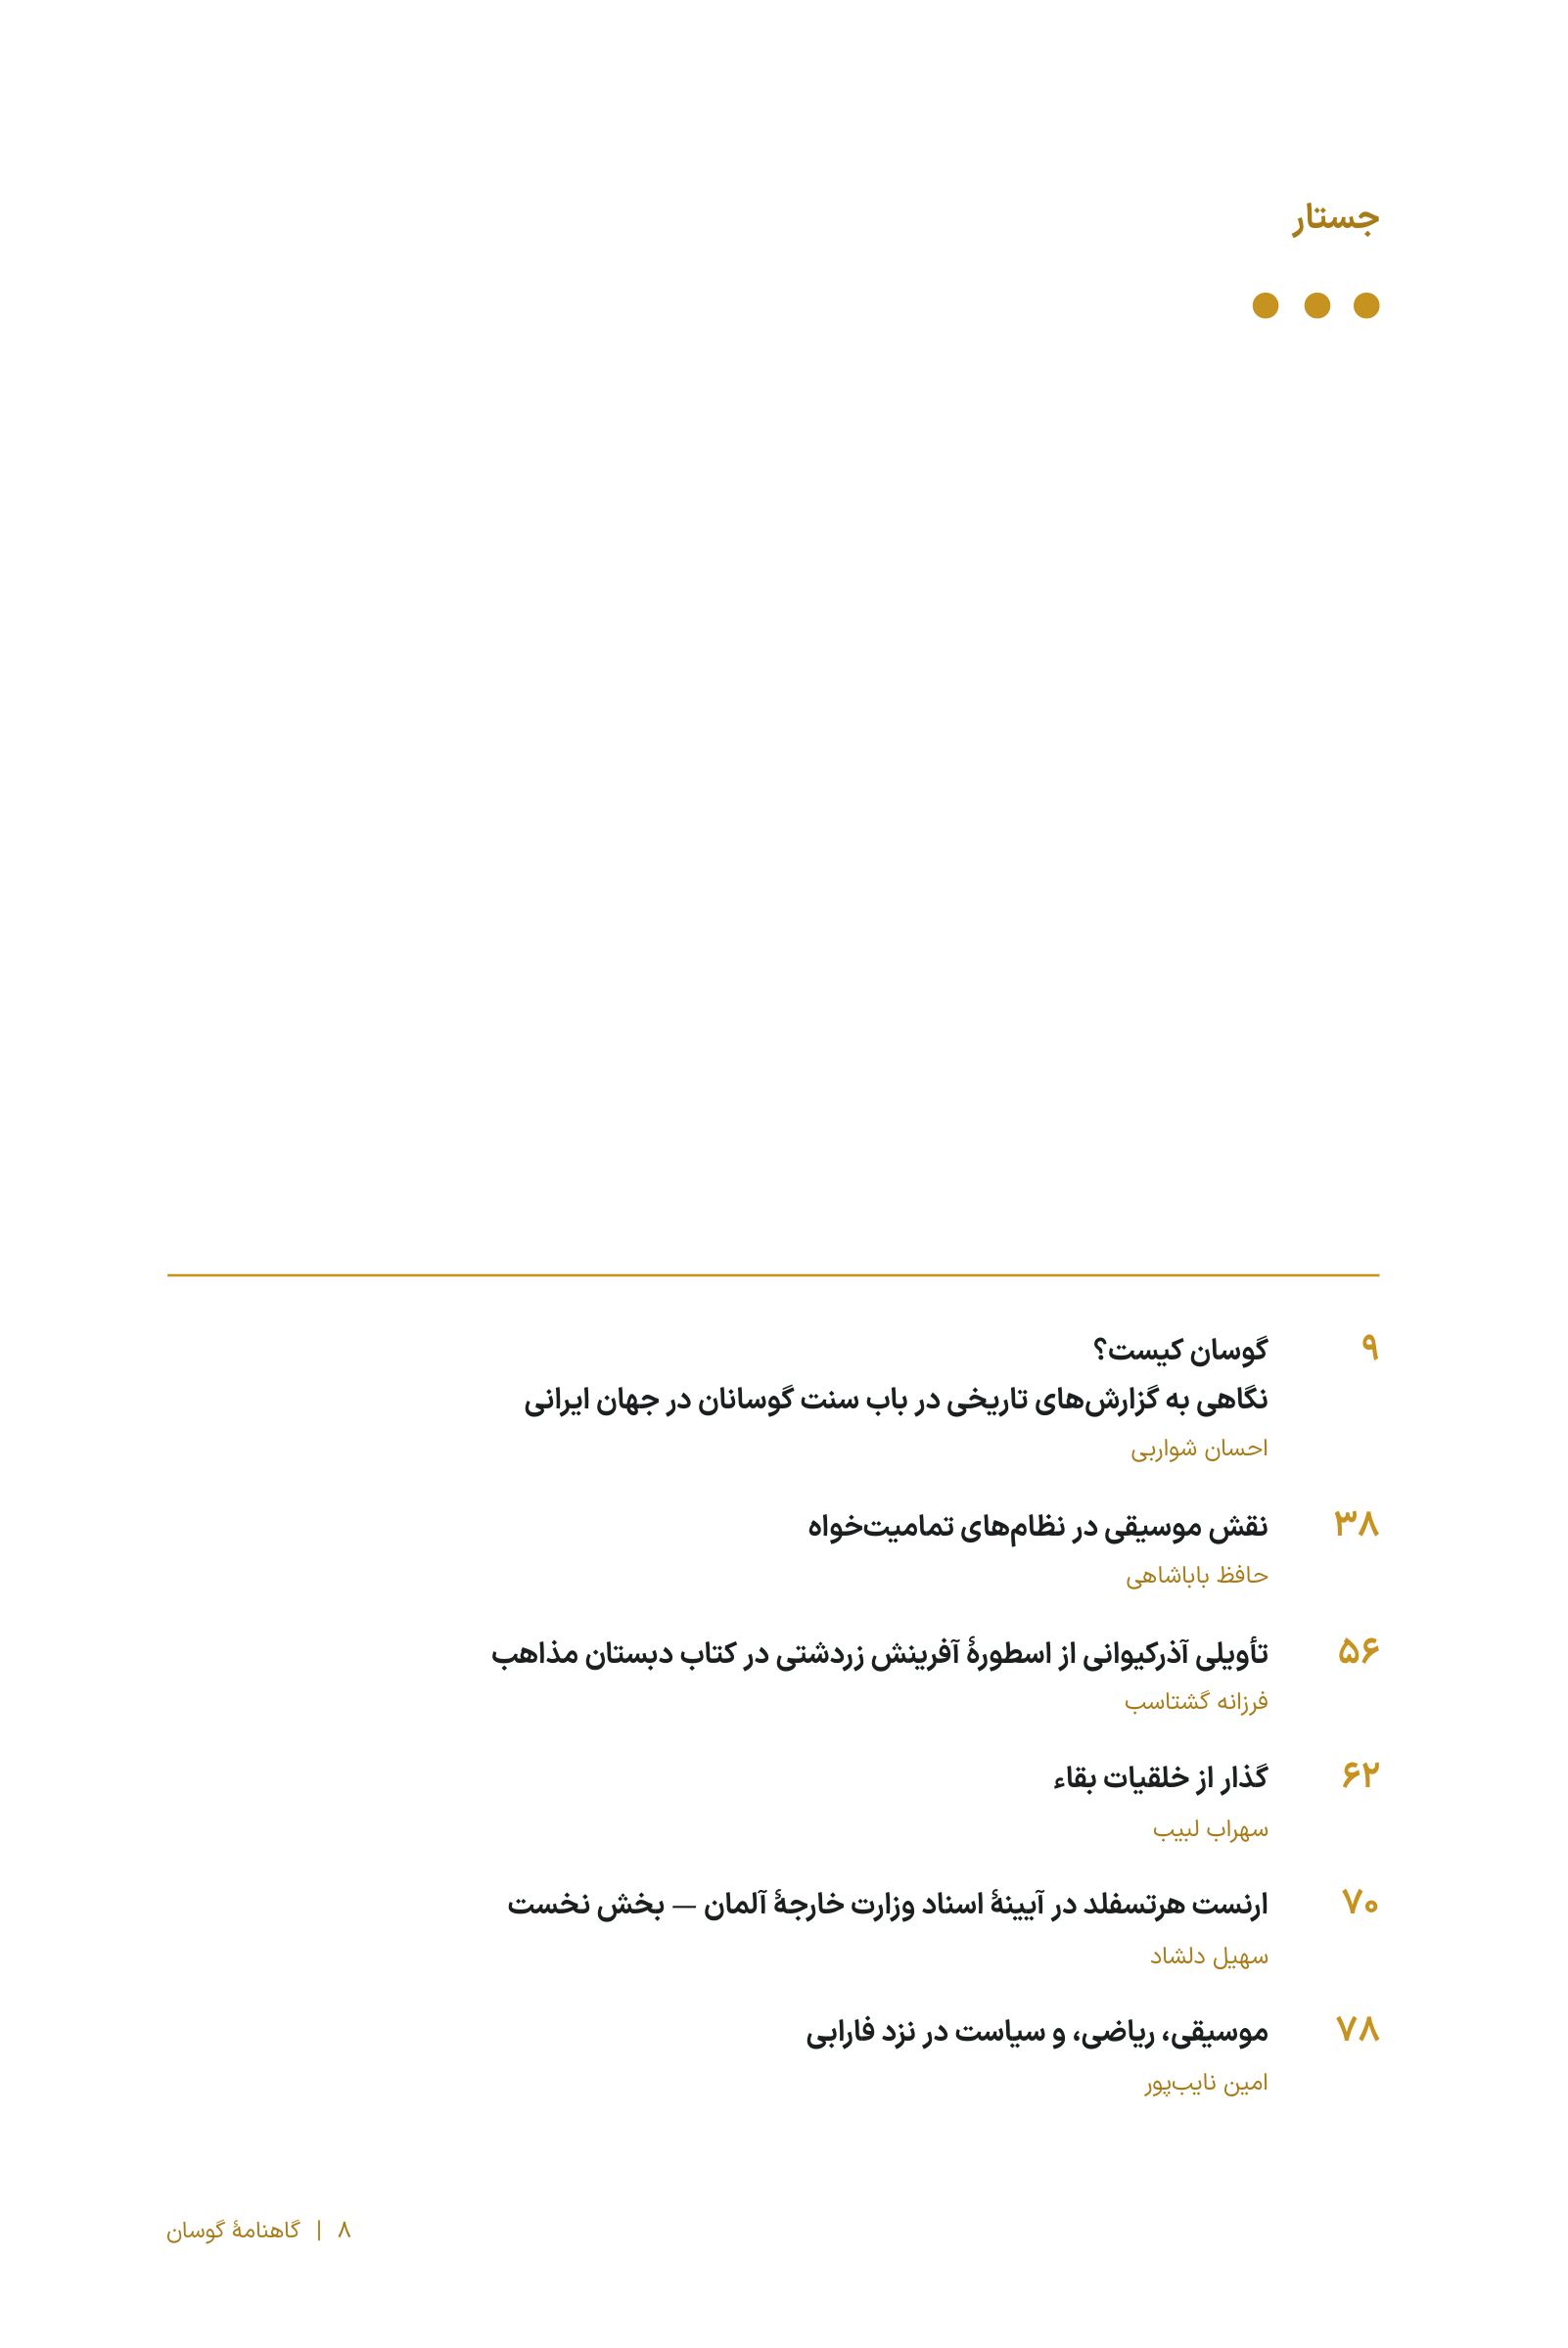 جستار
۹ گوسان کیست؟
نگاهی به گزارش‌های تاریخی در باب سنت گوسانان در جهان ایرانی
احسان شواربی
۳۸ نقش موسیقی در نظام‌های تمامیت‌خواه
حافظ باباشاهی
۵۶ تأویلی آذرکیوانی از اسطورهٔ آفرینش زردشتی در کتاب دبستان مذاهب
فرزانه گشتاسب
۶۲ گذار از خلقیات بقاء
سهراب لبیب
۷۰ ارنست هرتسفلد در آیینهٔ اسناد وزارت خارجهٔ آلمان — بخش نخست
سهیل دلشاد
۷۸ موسیقی، ریاضی، و سیاست در نزد فارابی
امین نایب‌پور
۸ | گاهنامهٔ گوسان